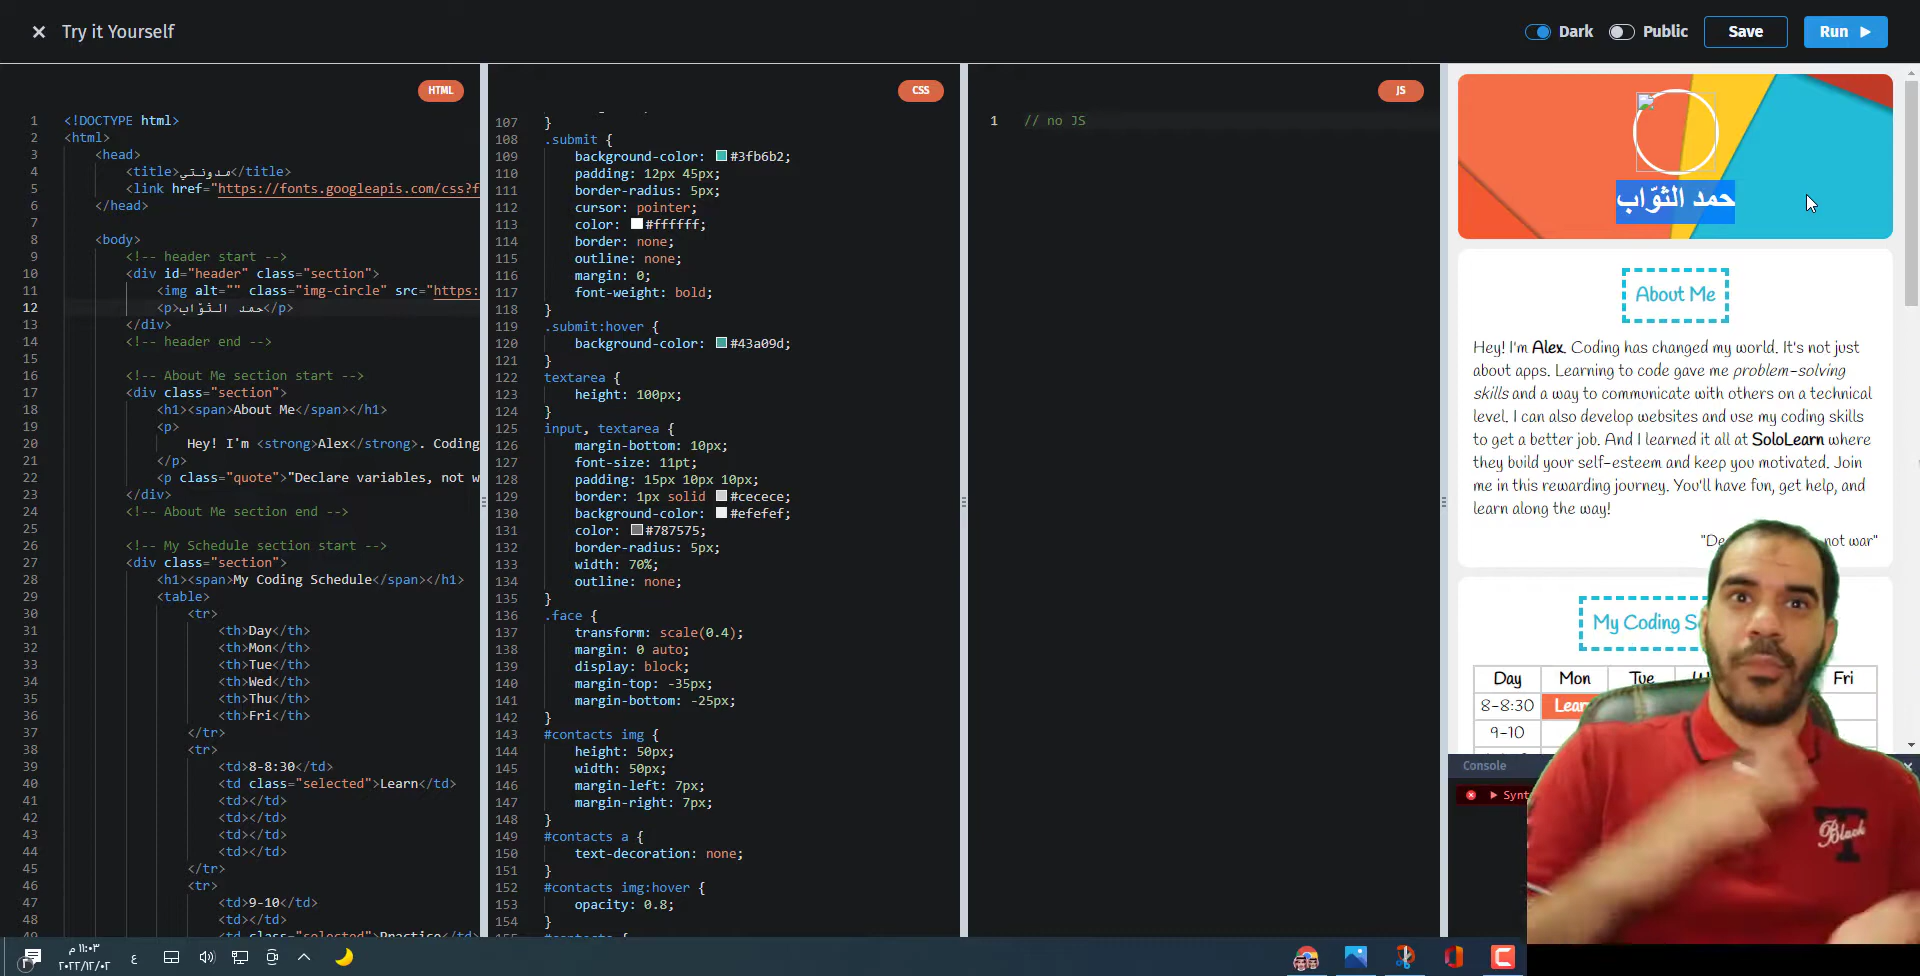 Try it Yourself
Dark
Public
Save
Run
HTML
1 <!DOCTYPE html>
2 <html>
3 <head>
4 <title>مدونتي</title>
5 <link href="https://fonts.googleapis.com/css?f
6 </head>
7
8 <body>
9 <!-- header start -->
10 <div id="header" class="section">
11 <img alt="" class="img-circle" src="https:
12 <p>حمد الثوّاب</p>
13 </div>
14 <!-- header end -->
15
16 <!-- About Me section start -->
17 <div class="section">
18 <h1><span>About Me</span></h1>
19 <p>
20 Hey! I'm <strong>Alex</strong>. Coding
21 </p>
22 <p class="quote">"Declare variables, not w
23 </div>
24 <!-- About Me section end -->
25
26 <!-- My Schedule section start -->
27 <div class="section">
28 <h1><span>My Coding Schedule</span></h1>
29 <table>
30 <tr>
31 <th>Day</th>
32 <th>Mon</th>
33 <th>Tue</th>
34 <th>Wed</th>
35 <th>Thu</th>
36 <th>Fri</th>
37 </tr>
38 <tr>
39 <td>8-8:30</td>
40 <td class="selected">Learn</td>
41 <td></td>
42 <td></td>
43 <td></td>
44 <td></td>
45 </tr>
46 <tr>
47 <td>9-10</td>
48 <td></td>
49 <td class="selected">Practice</td>
CSS
107 }
108 .submit {
109 background-color: #3fb6b2;
110 padding: 12px 45px;
111 border-radius: 5px;
112 cursor: pointer;
113 color: #ffffff;
114 border: none;
115 outline: none;
116 margin: 0;
117 font-weight: bold;
118 }
119 .submit:hover {
120 background-color: #43a09d;
121 }
122 textarea {
123 height: 100px;
124 }
125 input, textarea {
126 margin-bottom: 10px;
127 font-size: 11pt;
128 padding: 15px 10px 10px;
129 border: 1px solid #cecece;
130 background-color: #efefef;
131 color: #787575;
132 border-radius: 5px;
133 width: 70%;
134 outline: none;
135 }
136 .face {
137 transform: scale(0.4);
138 margin: 0 auto;
139 display: block;
140 margin-top: -35px;
141 margin-bottom: -25px;
142 }
143 #contacts img {
144 height: 50px;
145 width: 50px;
146 margin-left: 7px;
147 margin-right: 7px;
148 }
149 #contacts a {
150 text-decoration: none;
151 }
152 #contacts img:hover {
153 opacity: 0.8;
154 }
JS
1 // no JS
حمد الثوّاب
About Me
Hey! I'm Alex. Coding has changed my world. It's not just
about apps. Learning to code gave me problem-solving
skills and a way to communicate with others on a technical
level. I can also develop websites and use my coding skills
to get a better job. And I learned it all at SoloLearn where
they build your self-esteem and keep you motivated. Join
me in this rewarding journey. You'll have fun, get help, and
learn along the way!
not war"
My Coding
Day Mon Tue Fri
8-8:30
9-10
Console
Black
١١:٠٣ م
٢٠٢٢/١٢/٠٢
ع